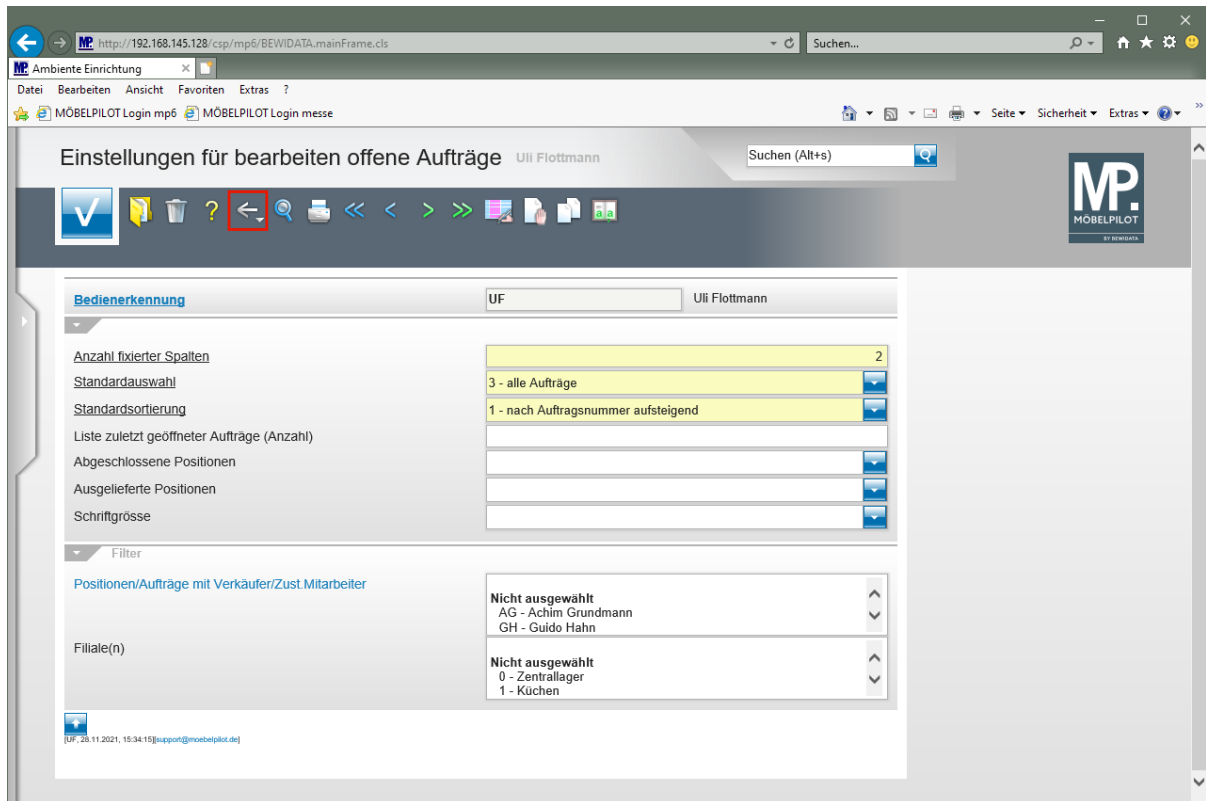 http://192.168.145.128/csp/mp6/BEWIDATA.mainFrame.cls
Suchen...
MP. Ambiente Einrichtung
Datei Bearbeiten Ansicht Favoriten Extras ?
MÖBELPILOT Login mp6 MÖBELPILOT Login messe
Seite Sicherheit Extras
Einstellungen für bearbeiten offene Aufträge Uli Flottmann
Suchen (Alt+s)
MP.
MÖBELPILOT
BY BEWIDATA
Bedienerkennung UF Uli Flottmann
Anzahl fixierter Spalten 2
Standardauswahl 3 - alle Aufträge
Standardsortierung 1 - nach Auftragsnummer aufsteigend
Liste zuletzt geöffneter Aufträge (Anzahl)
Abgeschlossene Positionen
Ausgelieferte Positionen
Schriftgrösse
Filter
Positionen/Aufträge mit Verkäufer/Zust.Mitarbeiter
Nicht ausgewählt
AG - Achim Grundmann
GH - Guido Hahn
Filiale(n)
Nicht ausgewählt
0 - Zentrallager
1 - Küchen
[UF, 28.11.2021, 15:34:15][support@moebelpilot.de]